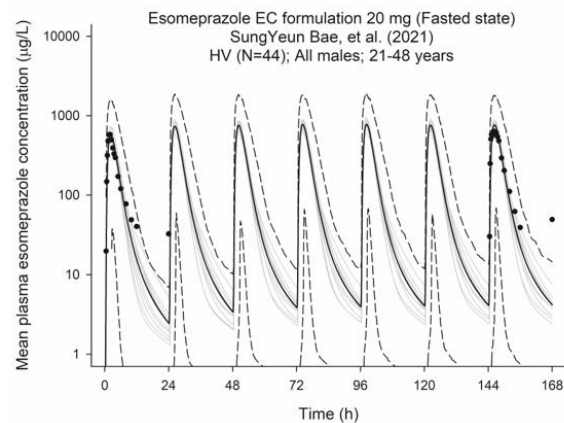 Esomeprazole EC formulation 20 mg (Fasted state)
SungYeun Bae, et al. (2021)
HV (N=44); All males; 21-48 years
Mean plasma esomeprazole concentration (µg/L)
10000
1000
100
10
1
0 24 48 72 96 120 144 168
Time (h)